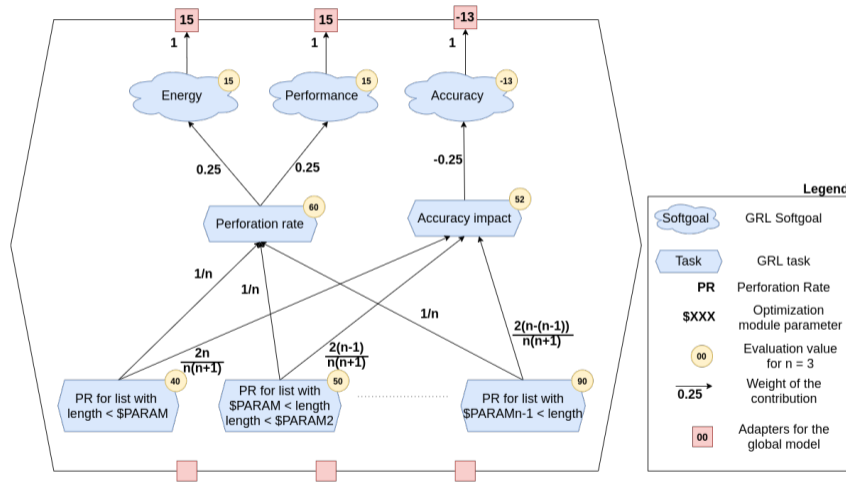 15
15
-13
1
1
1
Energy
15
Performance
15
Accuracy
-13
0.25
0.25
-0.25
Perforation rate
60
Accuracy impact
52
1/n
1/n
1/n
2n
n(n+1)
2(n-1)
n(n+1)
2(n-(n-1))
n(n+1)
PR for list with
length < $PARAM
40
PR for list with
$PARAM < length
length < $PARAM2
50
PR for list with
$PARAMn-1 < length
90
Legend
Softgoal
GRL Softgoal
Task
GRL task
PR
Perforation Rate
$XXX
Optimization
module parameter
00
Evaluation value
for n = 3
0.25
Weight of the
contribution
00
Adapters for the
global model